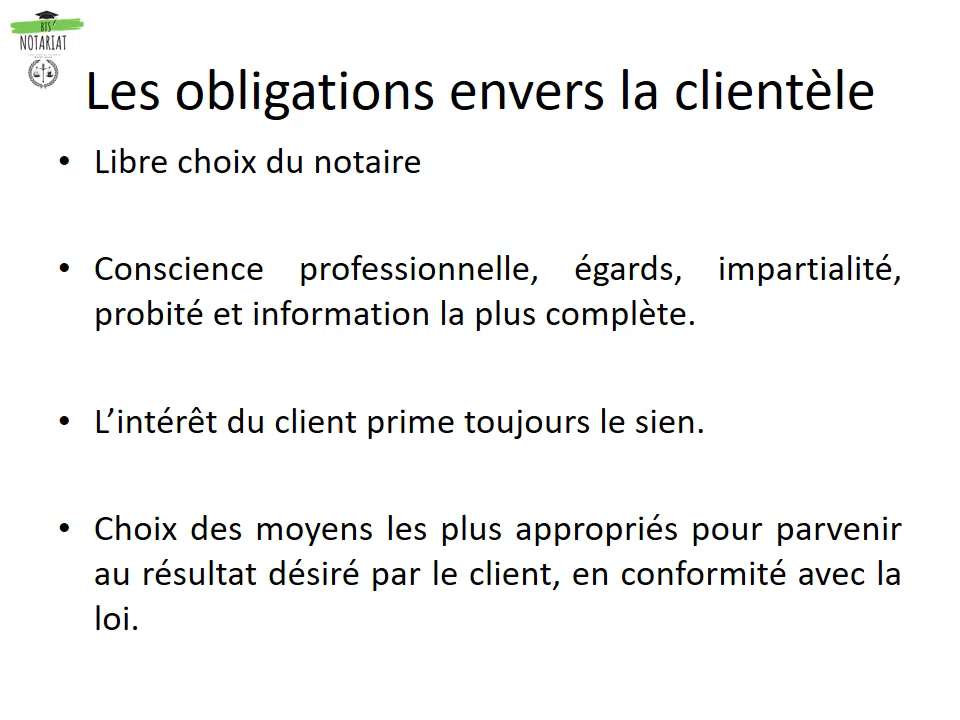 BTS
NOTARIAT
Les obligations envers la clientèle
• Libre choix du notaire
• Conscience professionnelle, égards, impartialité,
probité et information la plus complète.
• L’intérêt du client prime toujours le sien.
• Choix des moyens les plus appropriés pour parvenir
au résultat désiré par le client, en conformité avec la
loi.